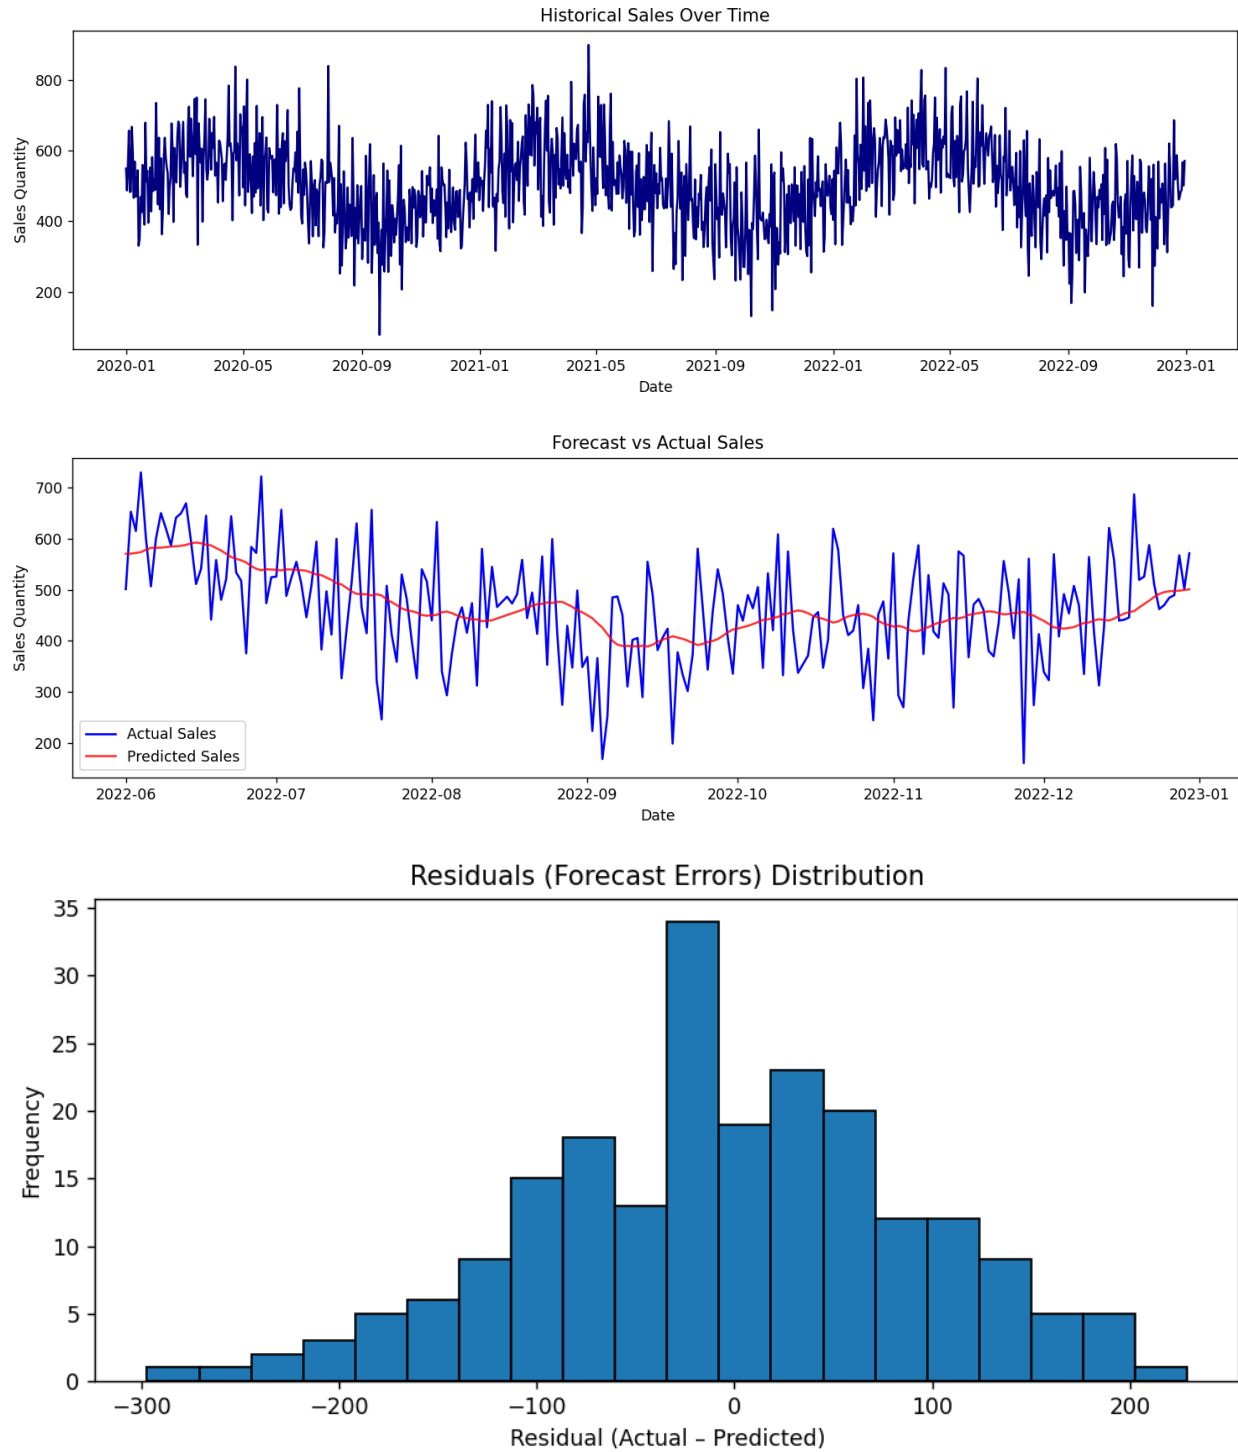 Historical Sales Over Time
Sales Quantity
800
600
400
200
2020-01 2020-05 2020-09 2021-01 2021-05 2021-09 2022-01 2022-05 2022-09 2023-01
Date
Forecast vs Actual Sales
Sales Quantity
700
600
500
400
300
200
Actual Sales
Predicted Sales
2022-06 2022-07 2022-08 2022-09 2022-10 2022-11 2022-12 2023-01
Date
Residuals (Forecast Errors) Distribution
Frequency
35
30
25
20
15
10
5
0
−300 −200 −100 0 100 200
Residual (Actual – Predicted)